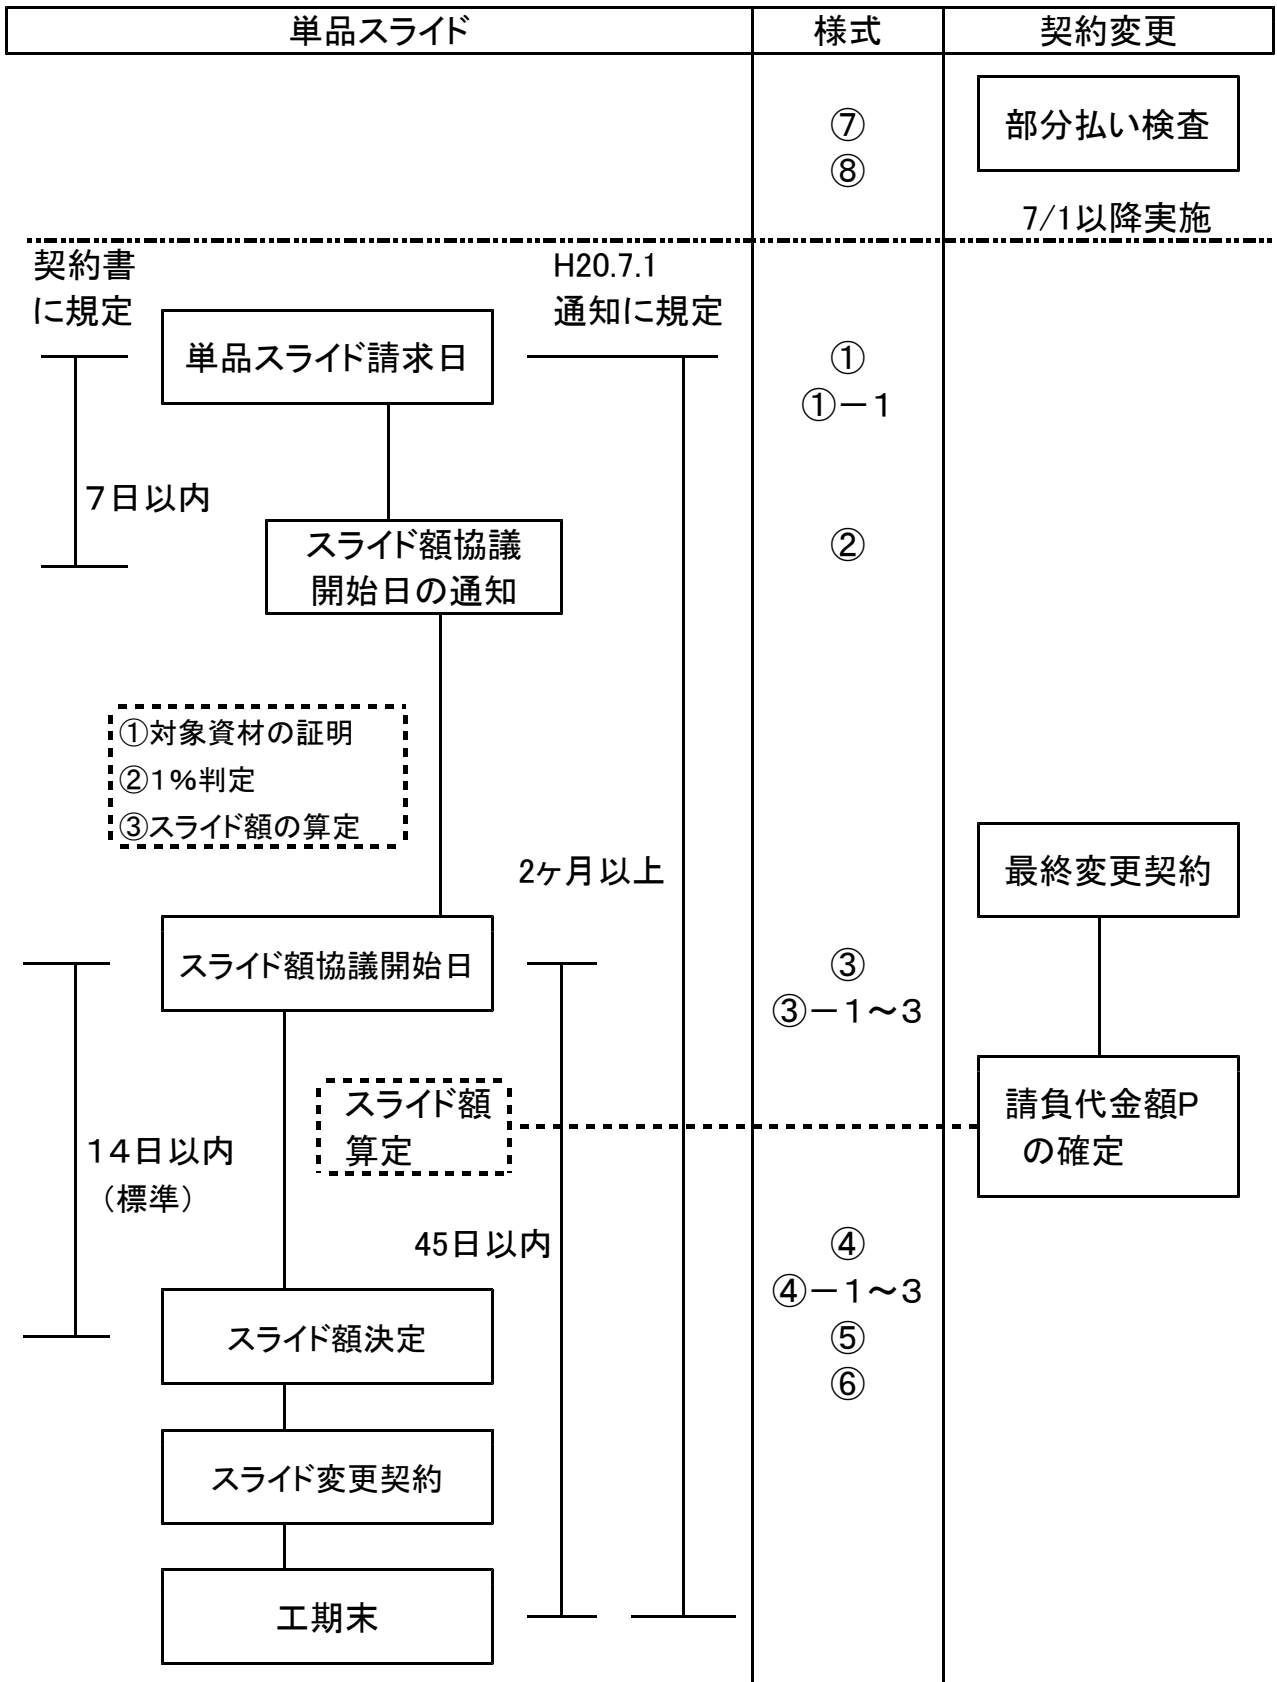 単品スライド
様式
契約変更
⑦
⑧
部分払い検査
7/1以降実施
契約書
に規定
H20.7.1
通知に規定
単品スライド請求日
①
①－１
７日以内
スライド額協議
開始日の通知
②
①対象資材の証明
②１％判定
③スライド額の算定
2ヶ月以上
最終変更契約
スライド額協議開始日
③
③－１～３
スライド額
算定
請負代金額P
の確定
１４日以内
（標準）
45日以内
④
④－１～３
⑤
⑥
スライド額決定
スライド変更契約
工期末